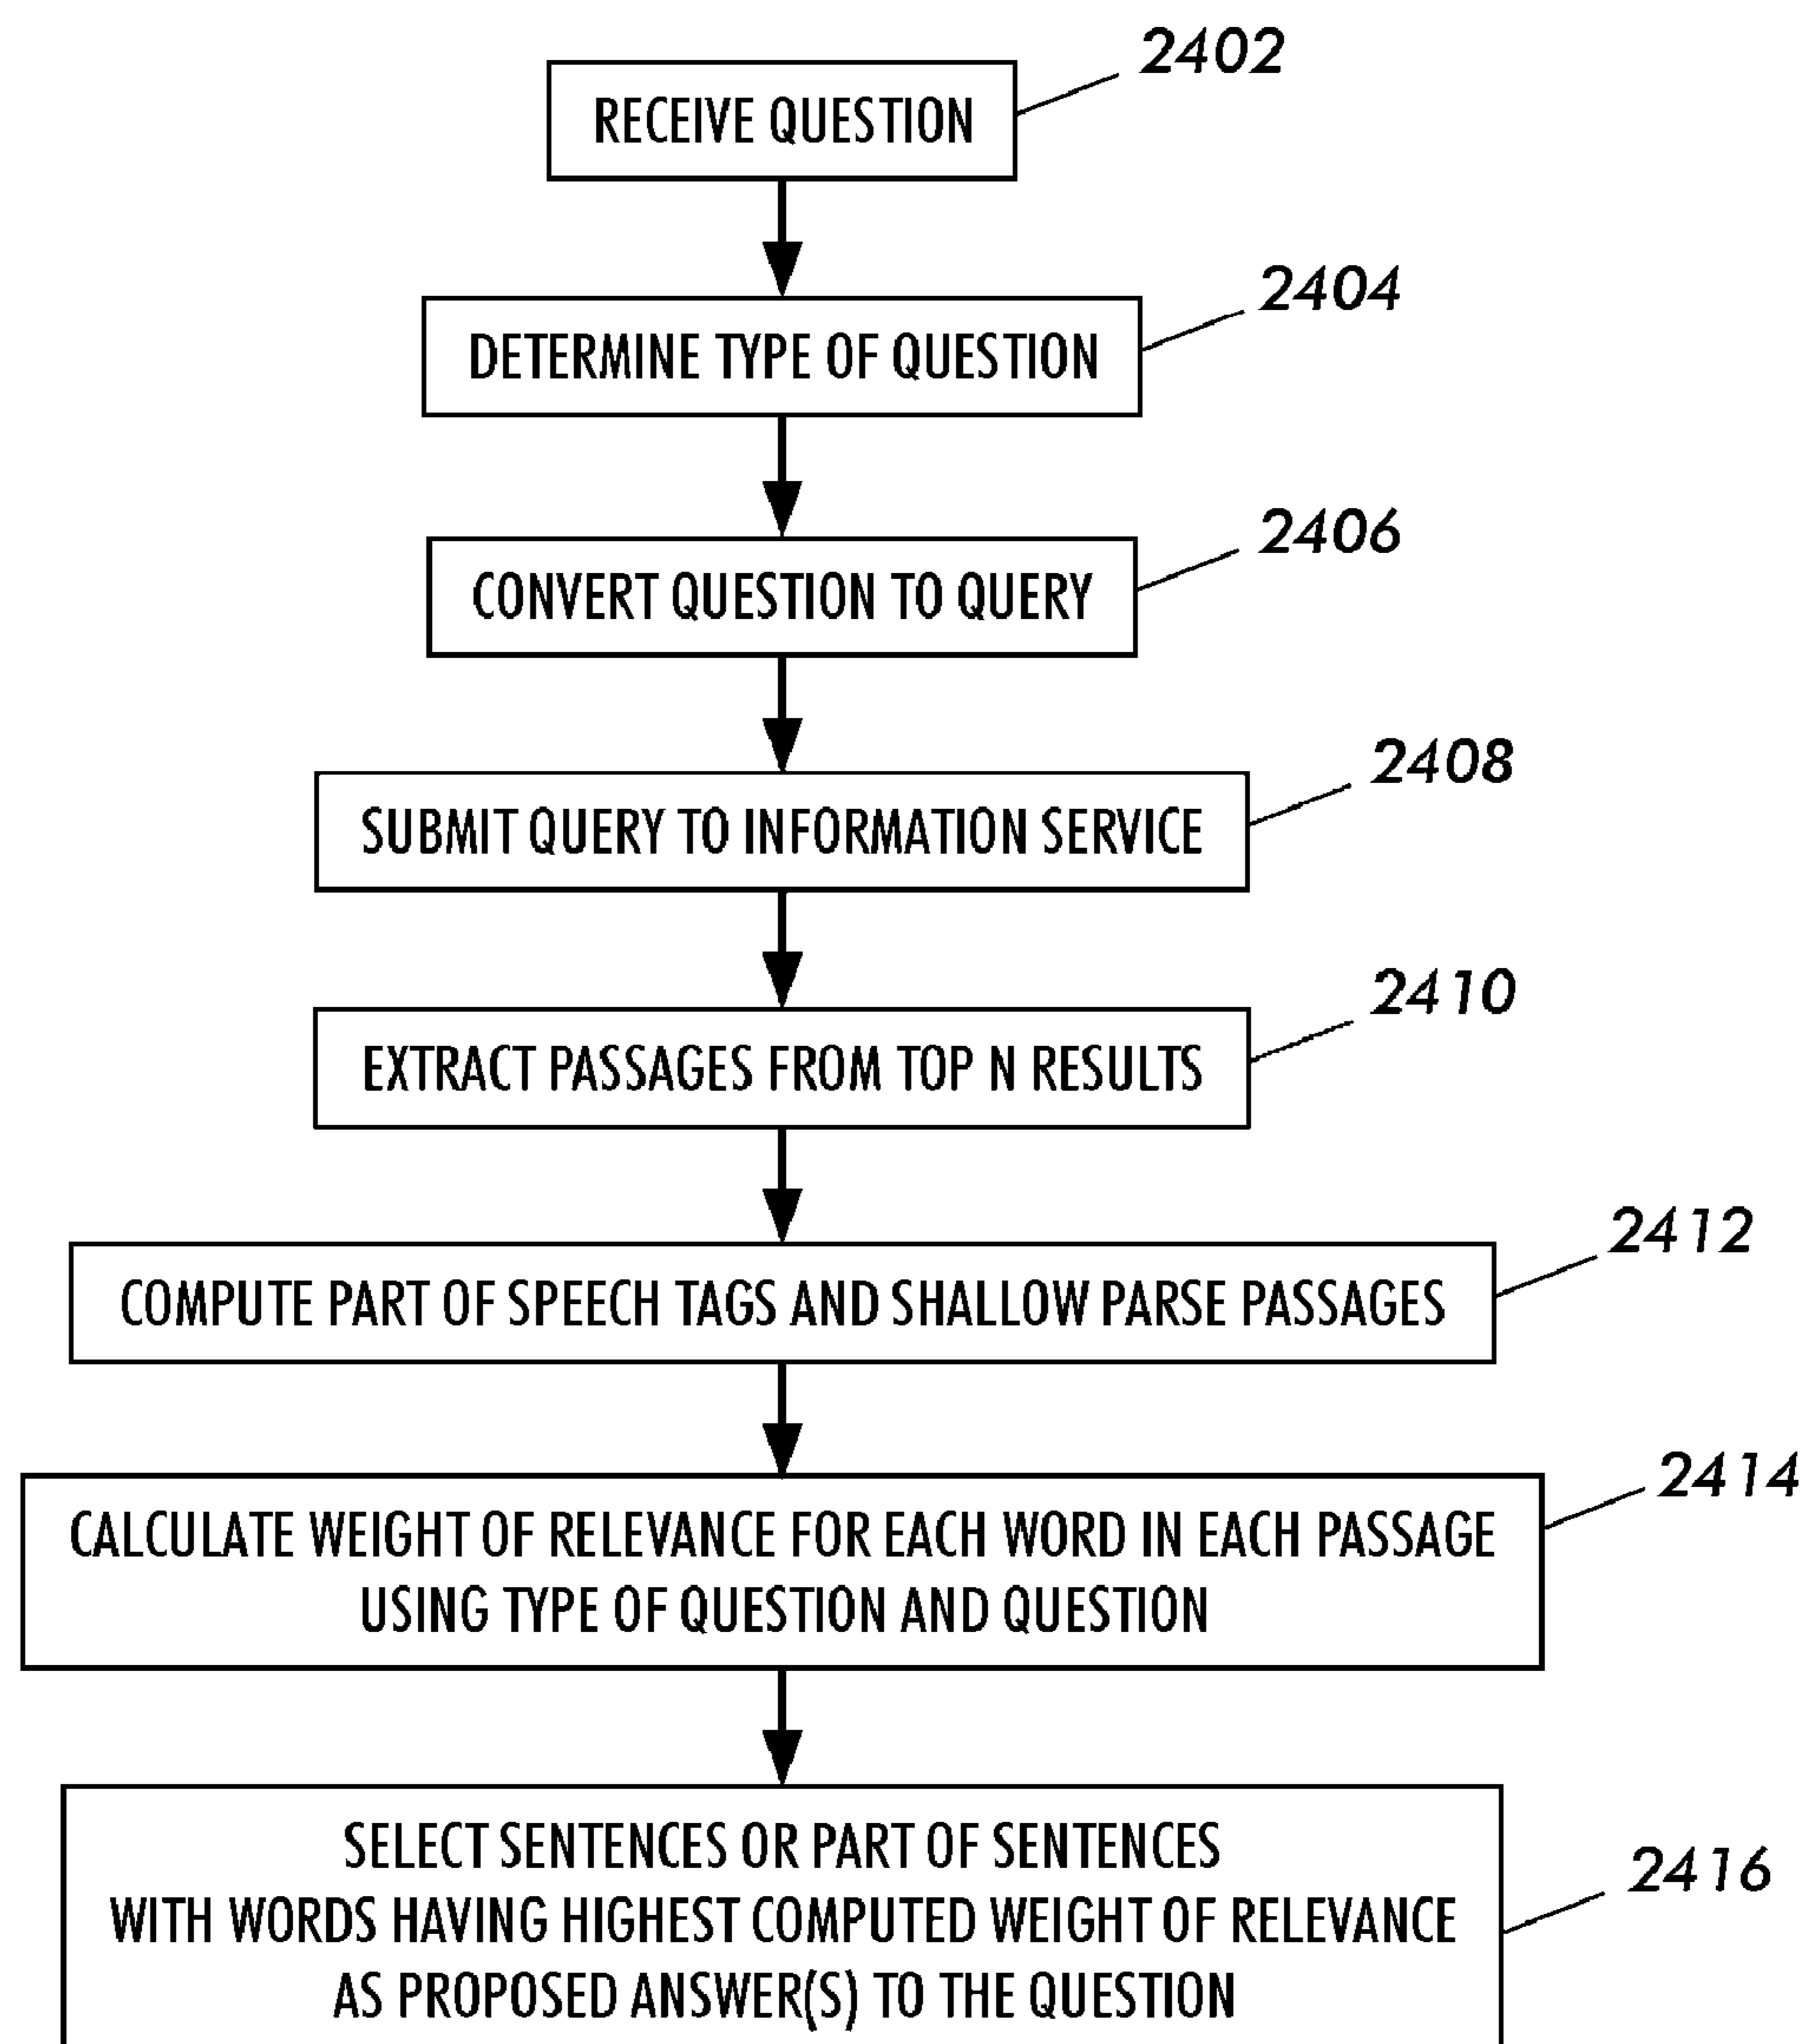 2402
RECEIVE QUESTION
2404
DETERMINE TYPE OF QUESTION
2406
CONVERT QUESTION TO QUERY
2408
SUBMIT QUERY TO INFORMATION SERVICE
2410
EXTRACT PASSAGES FROM TOP N RESULTS
2412
COMPUTE PART OF SPEECH TAGS AND SHALLOW PARSE PASSAGES
2414
CALCULATE WEIGHT OF RELEVANCE FOR EACH WORD IN EACH PASSAGE
USING TYPE OF QUESTION AND QUESTION
2416
SELECT SENTENCES OR PART OF SENTENCES
WITH WORDS HAVING HIGHEST COMPUTED WEIGHT OF RELEVANCE
AS PROPOSED ANSWER(S) TO THE QUESTION